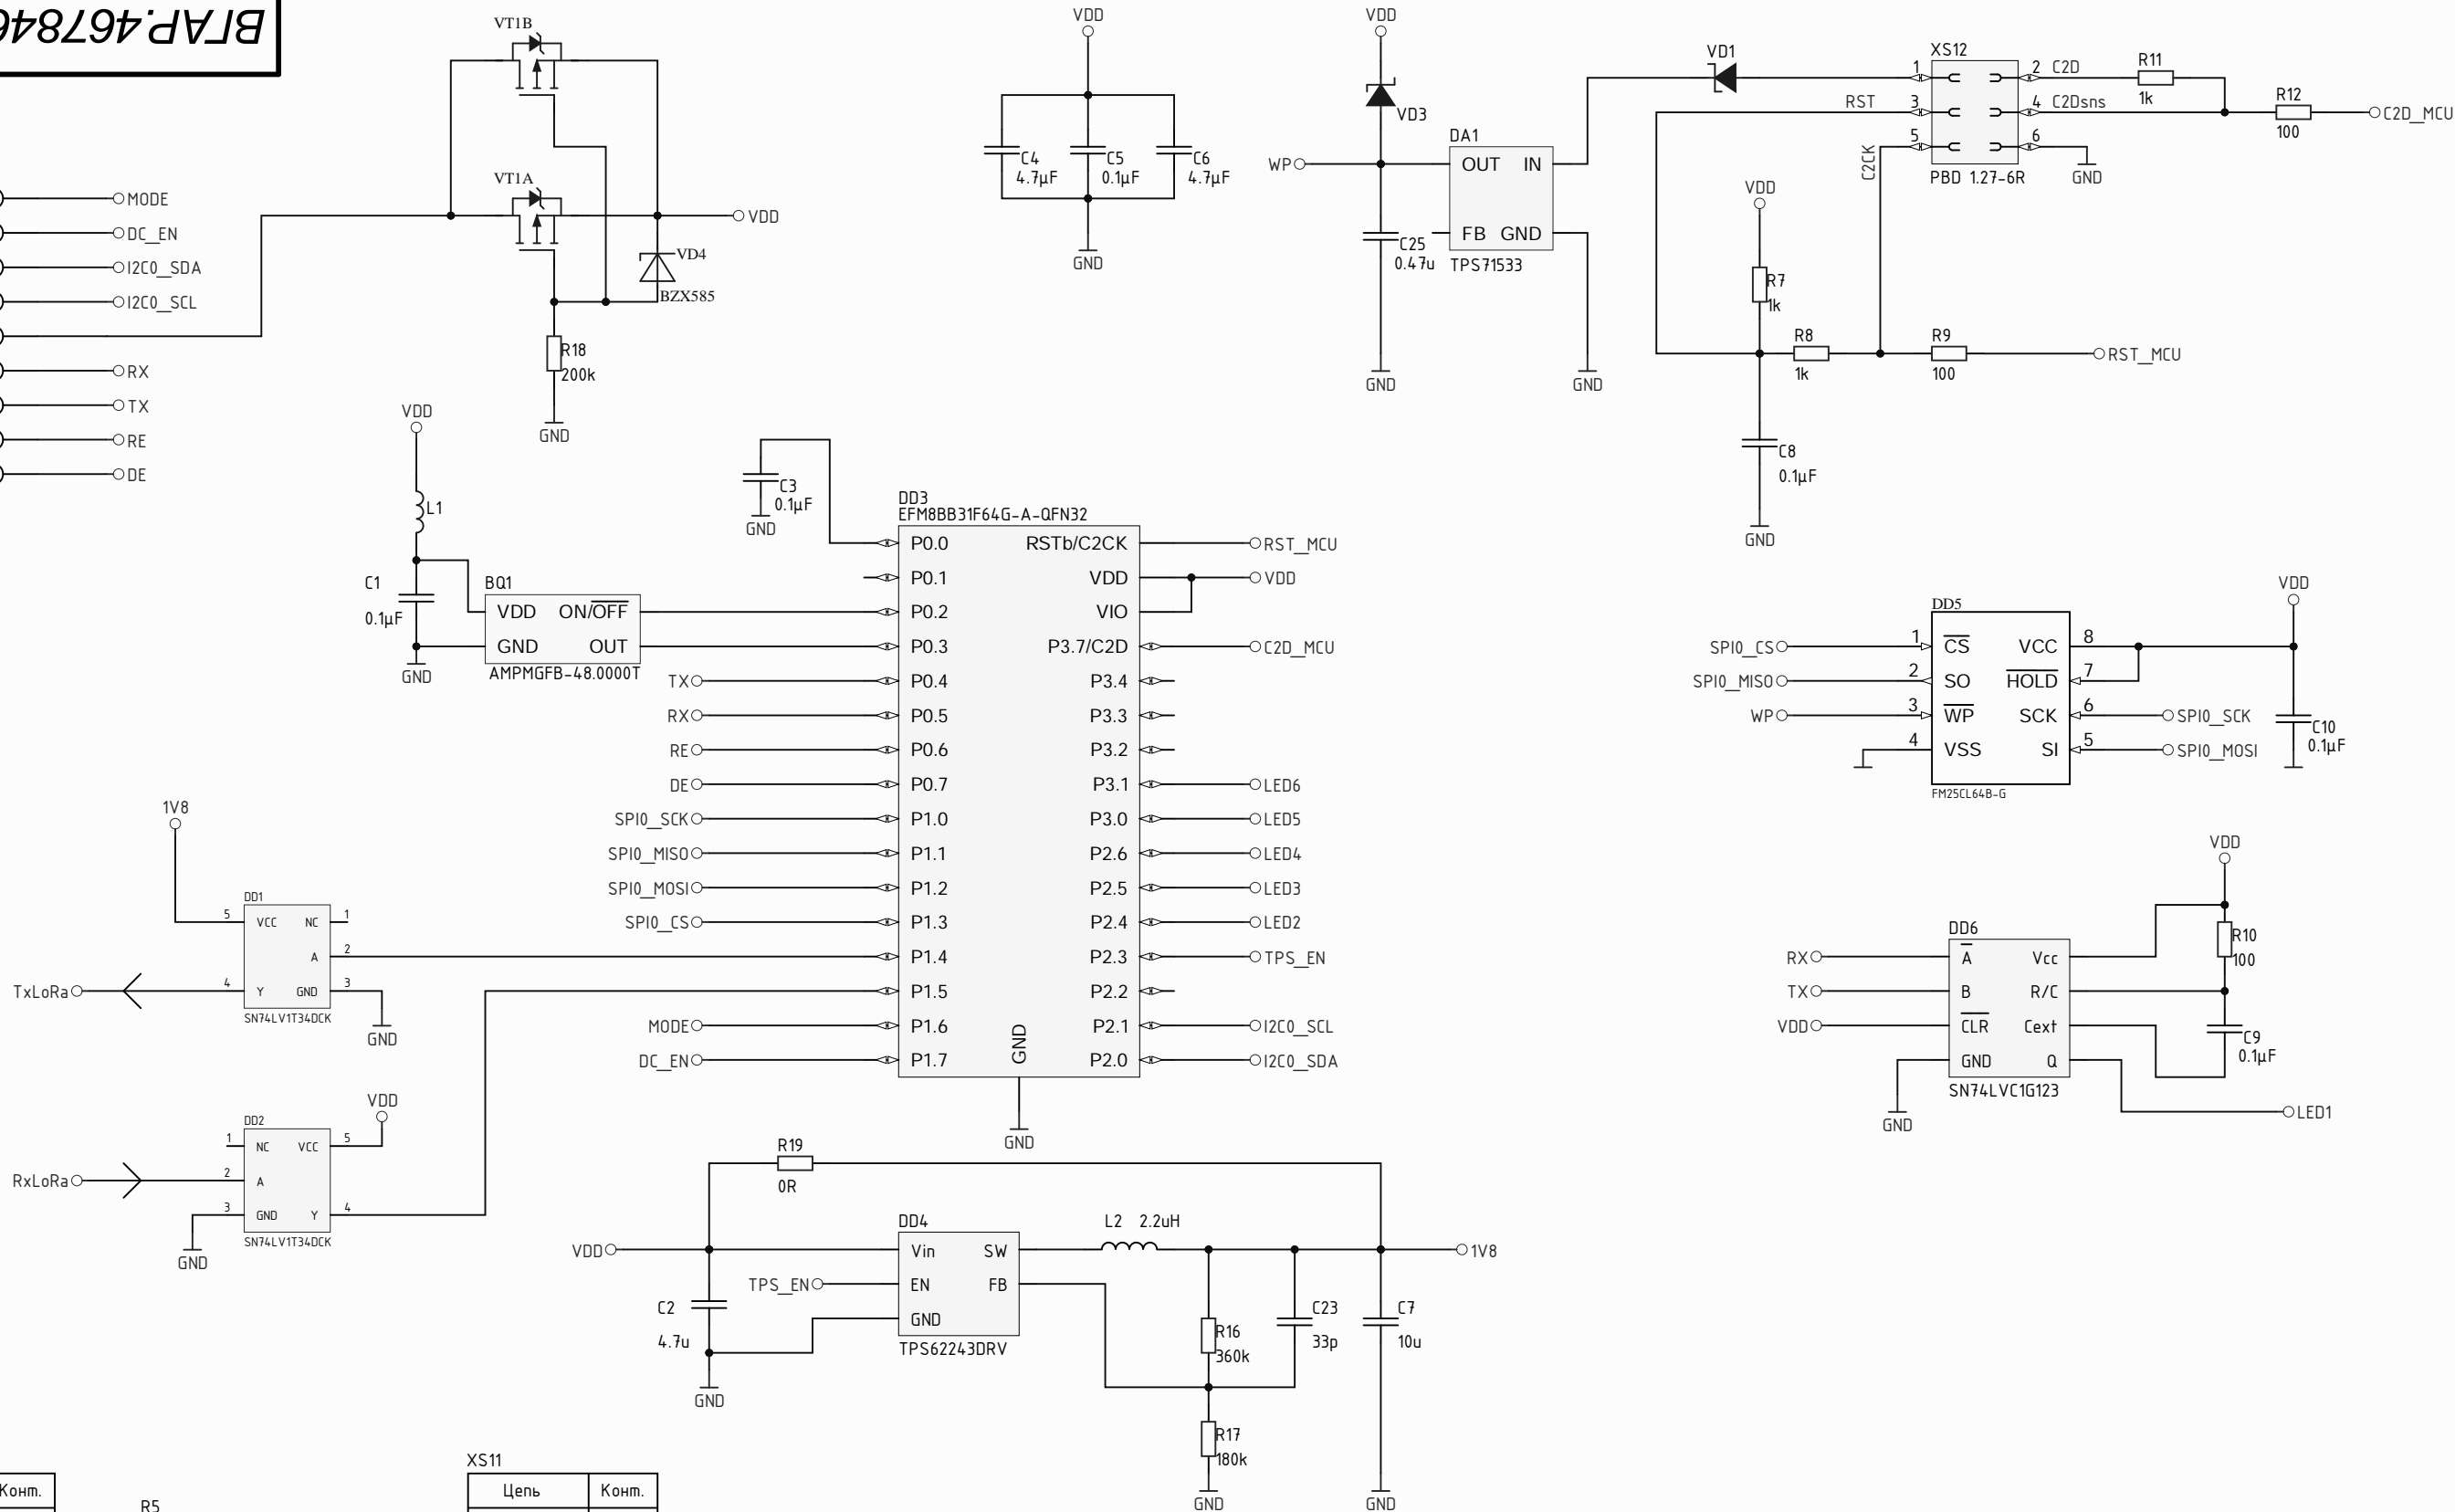 ВГАР.467846
MODE
DC_EN
I2C0_SDA
I2C0_SCL
RX
TX
RE
DE
VT1B
VT1A
VDD
VD4
BZX585
R18
200k
GND
VDD
C4
4.7µF
C5
0.1µF
C6
4.7µF
GND
VDD
VD3
WP
DA1
OUT IN
FB GND
TPS71533
C25
0.47u
GND
GND
VD1
XS12
1 2 C2D
RST 3 4 C2Dsns
5 6
C2CK
PBD 1.27-6R
GND
R11
1k
R12
100
C2D_MCU
VDD
R7
1k
R8
1k
R9
100
RST_MCU
C8
0.1µF
GND
VDD
L1
C1
0.1µF
GND
BQ1
VDD ON/OFF
GND OUT
AMPMGFB-48.0000T
C3
0.1µF
GND
DD3
EFM8BB31F64G-A-QFN32
P0.0 RSTb/C2CK RST_MCU
P0.1 VDD VDD
P0.2 VIO
P0.3 P3.7/C2D C2D_MCU
TX P0.4 P3.4
RX P0.5 P3.3
RE P0.6 P3.2
DE P0.7 P3.1 LED6
SPI0_SCK P1.0 P3.0 LED5
SPI0_MISO P1.1 P2.6 LED4
SPI0_MOSI P1.2 P2.5 LED3
SPI0_CS P1.3 P2.4 LED2
P1.4 P2.3 TPS_EN
P1.5 P2.2
MODE P1.6 P2.1 I2C0_SCL
DC_EN P1.7 P2.0 I2C0_SDA
GND
GND
DD5
SPI0_CS 1 CS VCC 8
SPI0_MISO 2 SO HOLD 7
WP 3 WP SCK 6 SPI0_SCK
4 VSS SI 5 SPI0_MOSI
FM25CL64B-G
VDD
C10
0.1µF
1V8
DD1
5 VCC NC 1
A 2
TxLoRa 4 Y GND 3
SN74LV1T34DCK
GND
DD2
VDD
1 NC VCC 5
RxLoRa 2 A
3 GND Y 4
SN74LV1T34DCK
GND
VDD
R10
100
DD6
RX A Vcc
TX B R/C
VDD CLR Cext
GND Q
SN74LVC1G123
C9
0.1µF
GND
LED1
R19
0R
DD4
VDD Vin SW
TPS_EN EN FB
GND
TPS62243DRV
L2 2.2uH
1V8
C2
4.7u
GND
R16
360k
C23
33p
C7
10u
R17
180k
GND
GND
Конт.
R5
XS11
Цепь Конт.